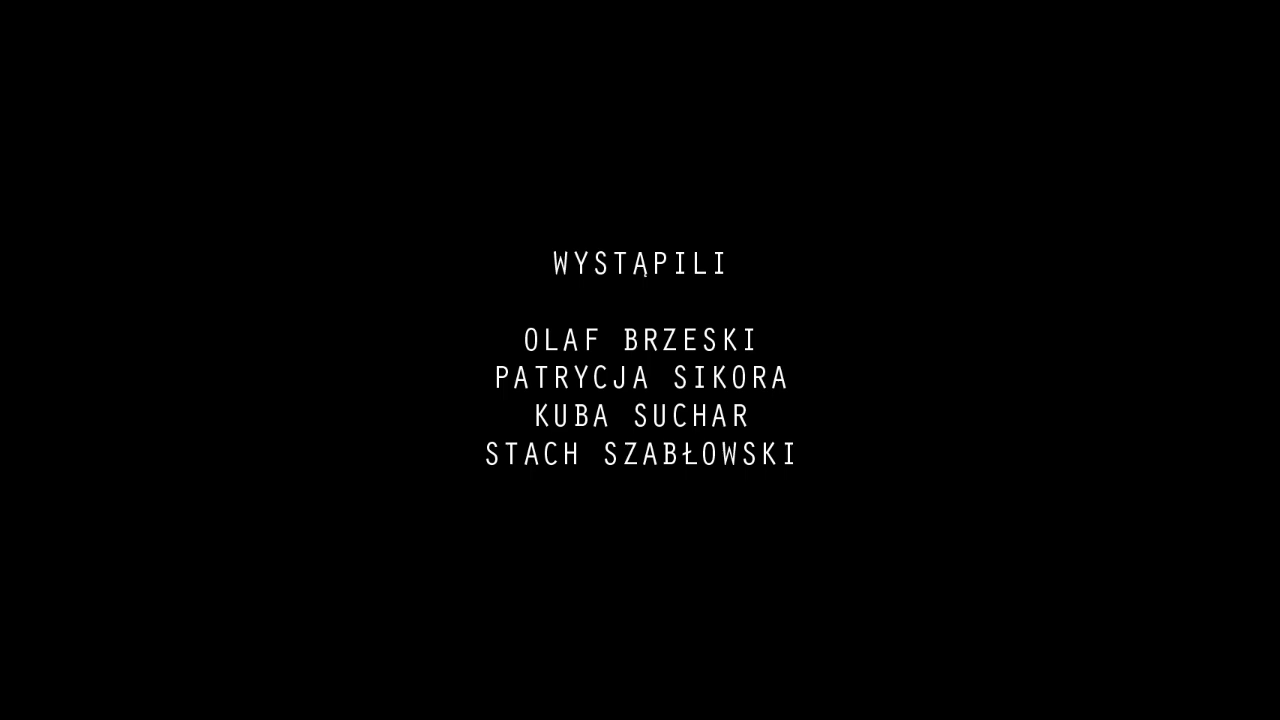 WYSTĄPILI
OLAF BRZESKI
PATRYCJA SIKORA
KUBA SUCHAR
STACH SZABŁOWSKI